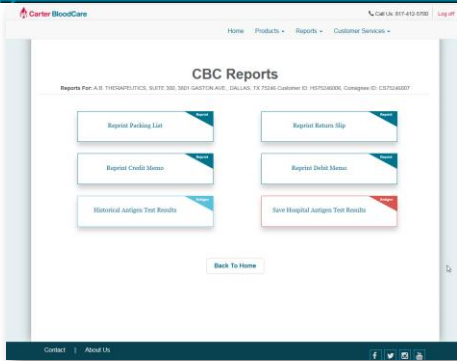 Carter BloodCare
Call Us: 817-412-5700 Log off
Home Products Reports Customer Services
CBC Reports
Reports For: A.B. THERAPEUTICS, SUITE 300, 3801 GASTON AVE, DALLAS, TX 75246 Customer ID: Consignee ID:
Reprint Packing List Reprint
Reprint Return Slip Reprint
Reprint Credit Memo Reprint
Reprint Debit Memo Reprint
Historical Antigen Test Results Antigen
Save Hospital Antigen Test Results Antigen
Back To Home
Contact | About Us